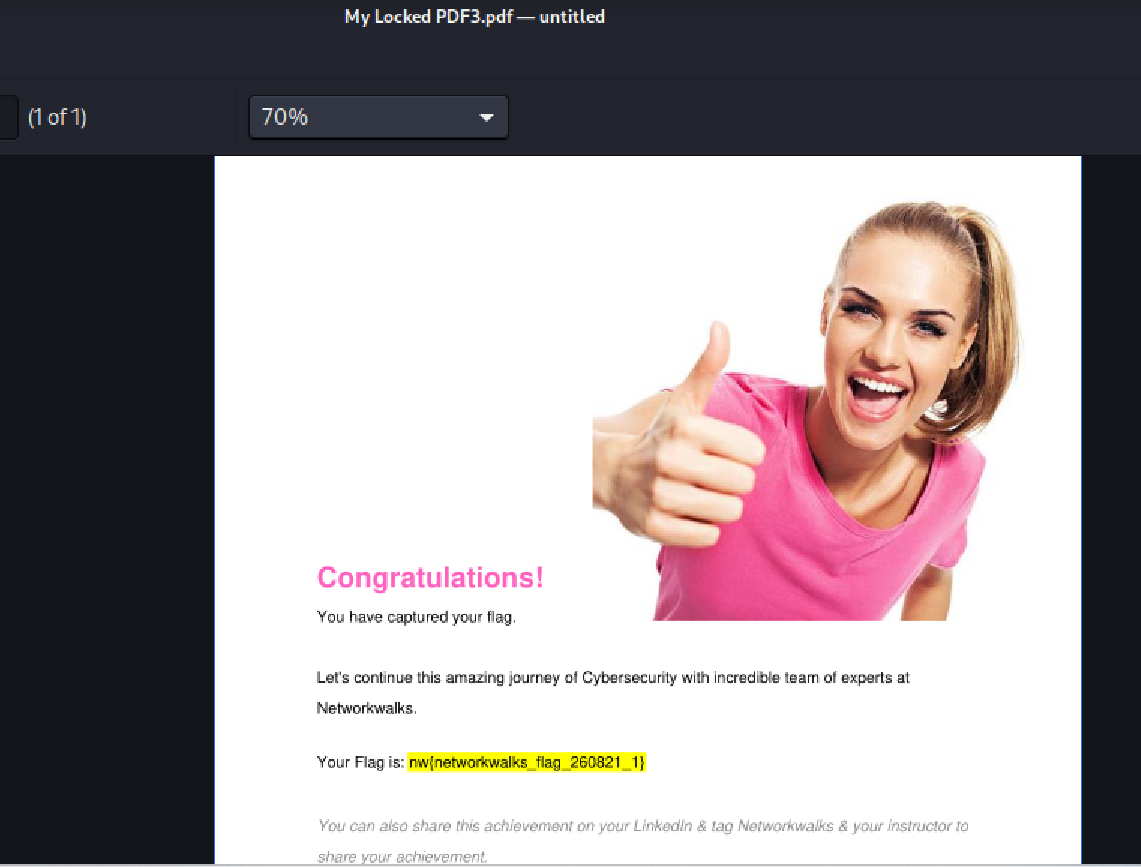 My Locked PDF3.pdf — untitled
(1 of 1)
70%
Congratulations!
You have captured your flag.
Let's continue this amazing journey of Cybersecurity with incredible team of experts at
Networkwalks.
Your Flag is: nw{networkwalks_flag_260821_1}
You can also share this achievement on your LinkedIn & tag Networkwalks & your instructor to
share your achievement.